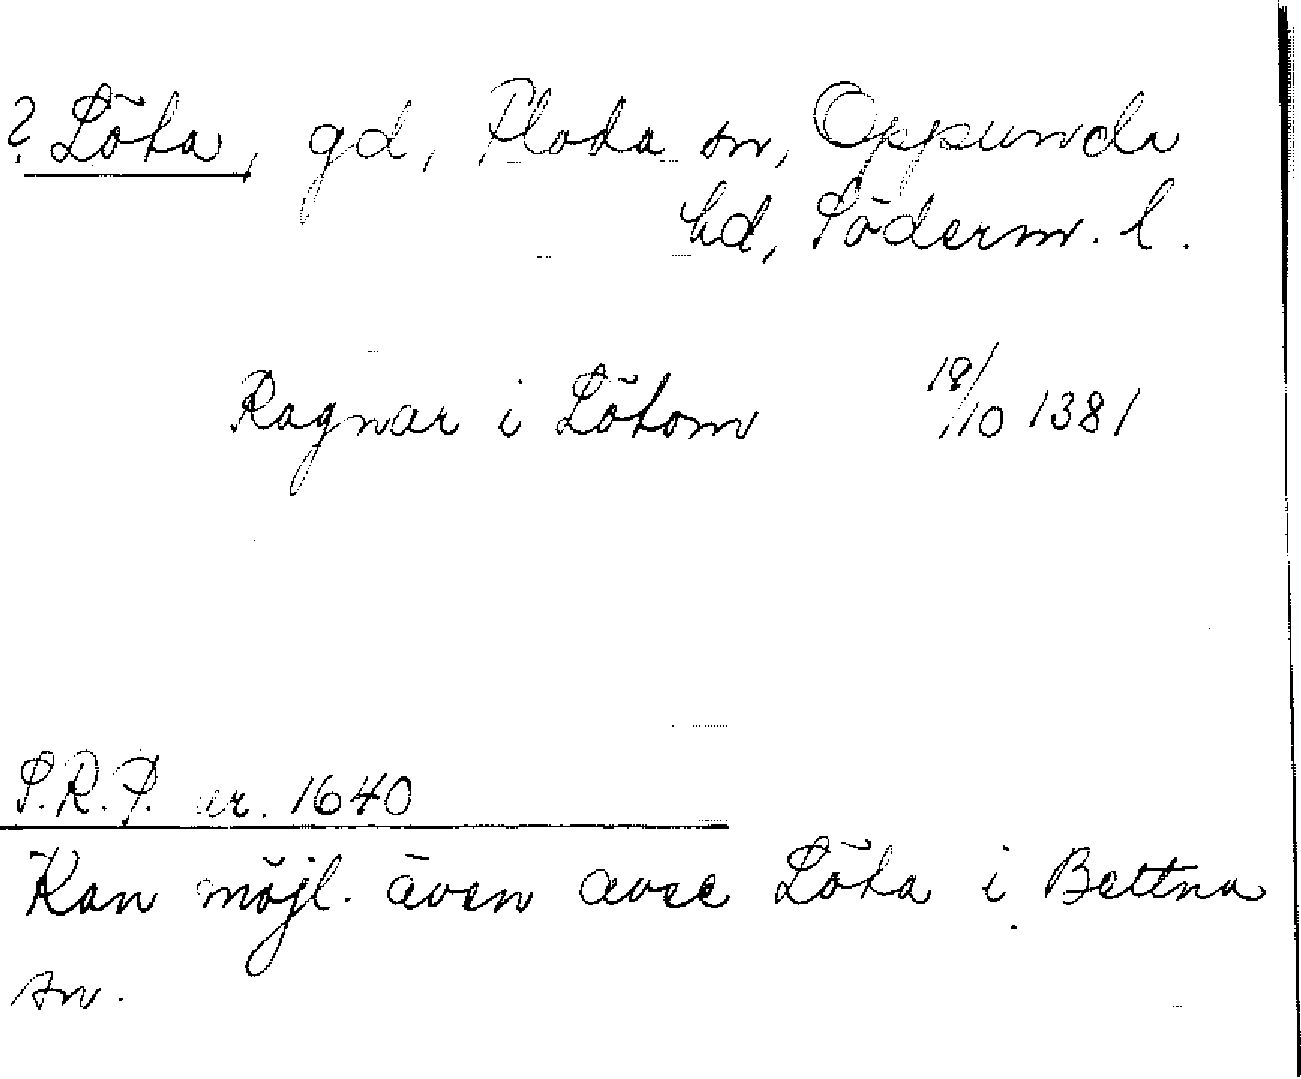 ? Löta, gd, Floda sn, Oppunda
hd, Söderm. l.
Ragnar i Lötom 18/10 1381
S.R.P. nr. 1640
Kan möjl. även avse Löta i Bettna
sn.